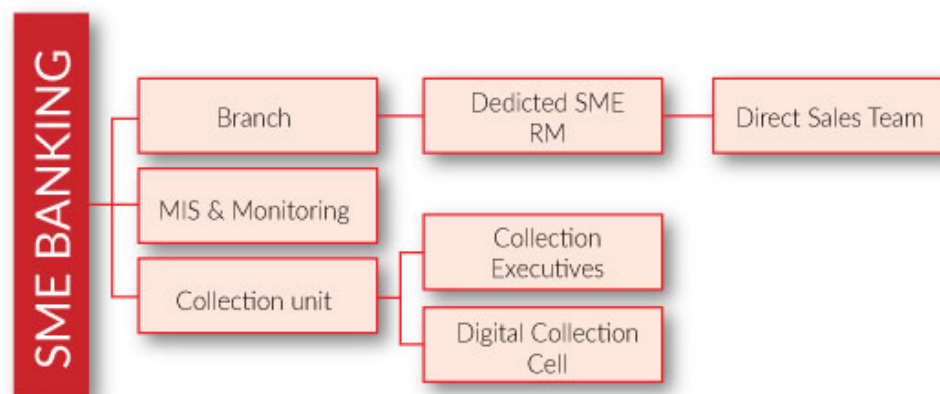 SME BANKING
Branch
Dedicted SME
RM
Direct Sales Team
MIS & Monitoring
Collection unit
Collection
Executives
Digital Collection
Cell